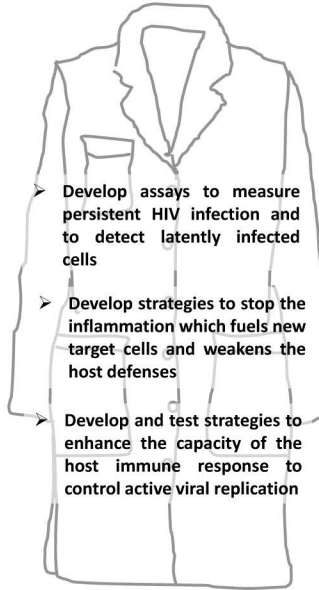 ➢ Develop assays to measure
persistent HIV infection and
to detect latently infected
cells
➢ Develop strategies to stop the
inflammation which fuels new
target cells and weakens the
host defenses
➢ Develop and test strategies to
enhance the capacity of the
host immune response to
control active viral replication